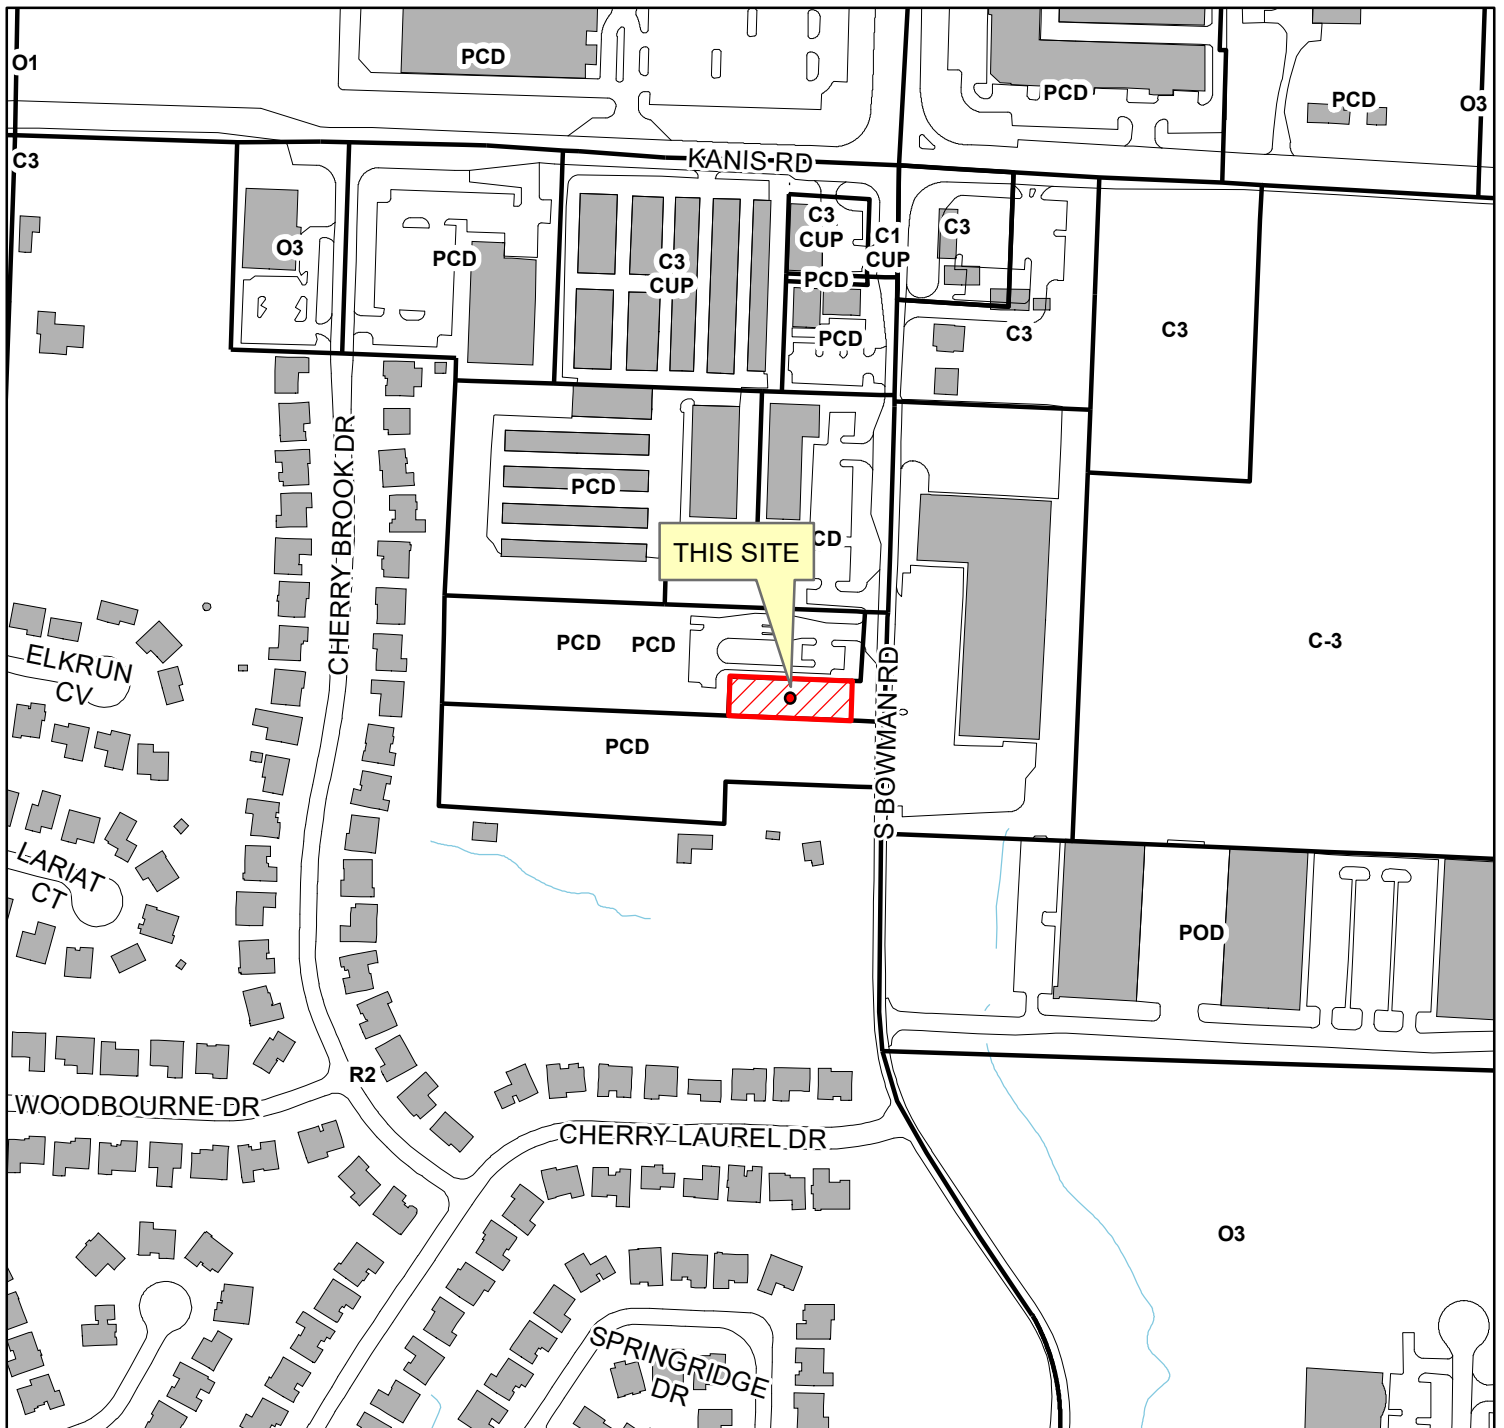 O1
PCD
PCD
PCD
O3
C3
KANIS RD
O3
PCD
C3
CUP
C3
CUP
C1
CUP
C3
PCD
PCD
C3
C3
CHERRY BROOK DR
PCD
CD
THIS SITE
PCD
PCD
C-3
ELKRUN
CV
S BOWMAN RD
PCD
LARIAT
CT
POD
R2
WOODBOURNE DR
CHERRY LAUREL DR
O3
SPRINGRIDGE
DR